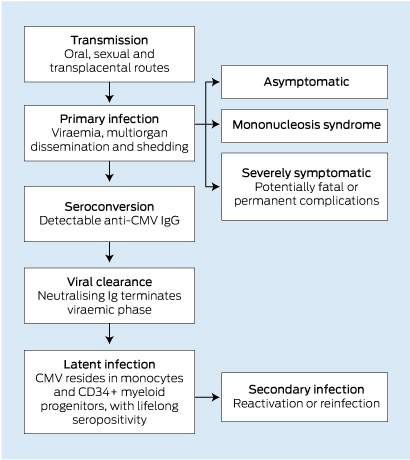 Transmission
Oral, sexual and
transplacental routes
Asymptomatic
Primary infection
Viraemia, multiorgan
dissemination and shedding
Mononucleosis syndrome
Severely symptomatic
Potentially fatal or
permanent complications
Seroconversion
Detectable anti-CMV IgG
Viral clearance
Neutralising Ig terminates
viraemic phase
Latent infection
CMV resides in monocytes
and CD34+ myeloid
progenitors, with lifelong
seropositivity
Secondary infection
Reactivation or reinfection